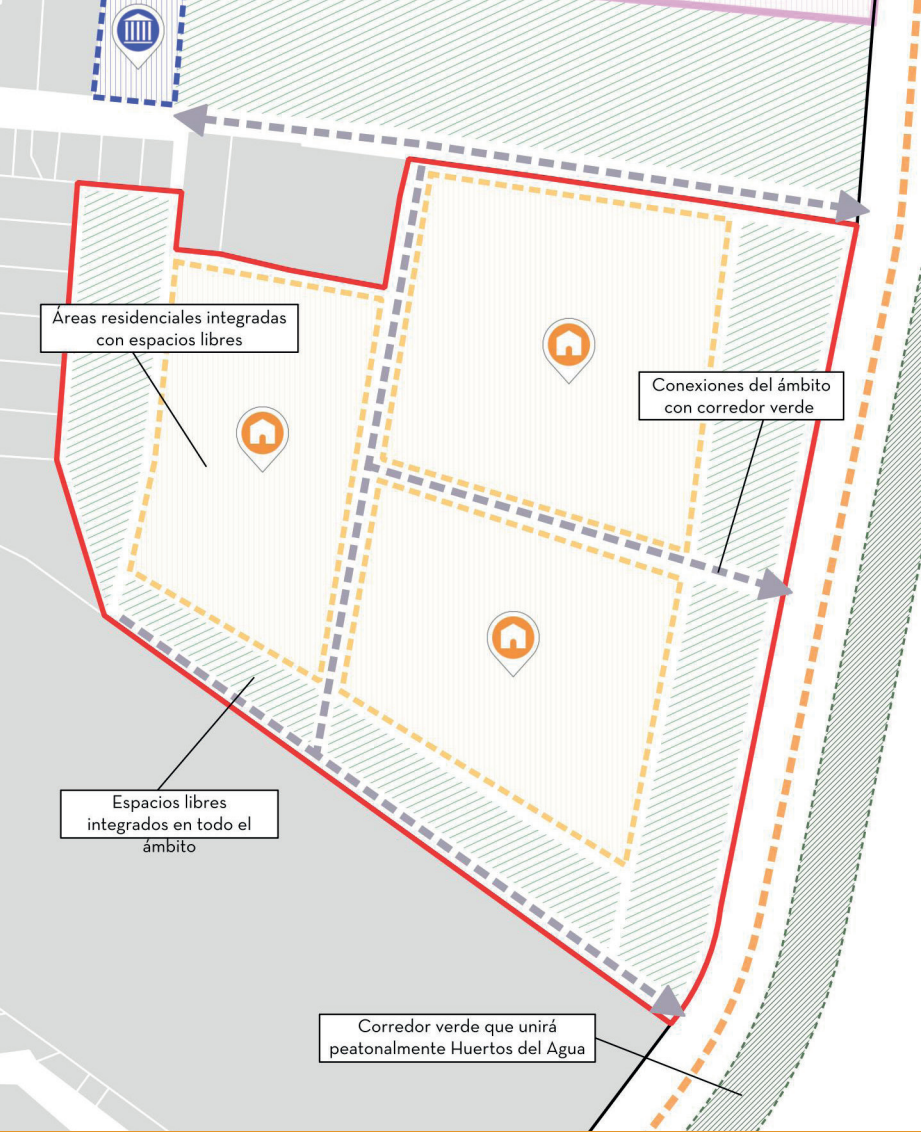 Áreas residenciales integradas
con espacios libres
Conexiones del ámbito
con corredor verde
Espacios libres
integrados en todo el
ámbito
Corredor verde que unirá
peatonalmente Huertos del Agua